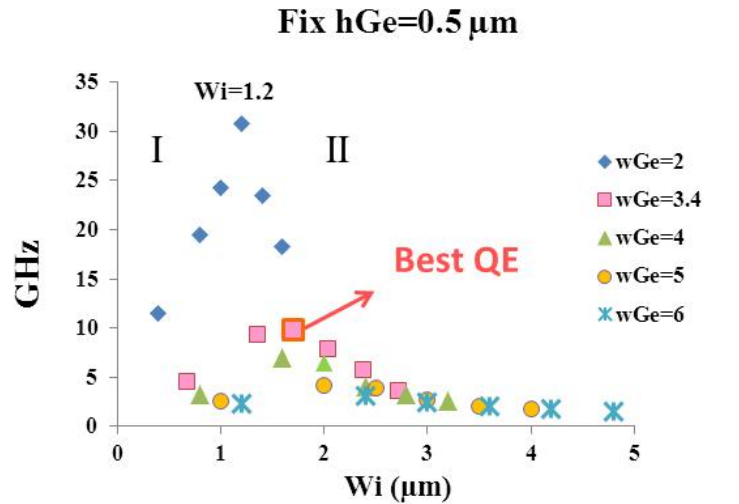 Fix hGe=0.5 μm
35
30
25
20
15
10
5
0
GHz
Wi=1.2
I
II
Best QE
wGe=2
wGe=3.4
wGe=4
wGe=5
wGe=6
0 1 2 3 4 5
Wi (μm)